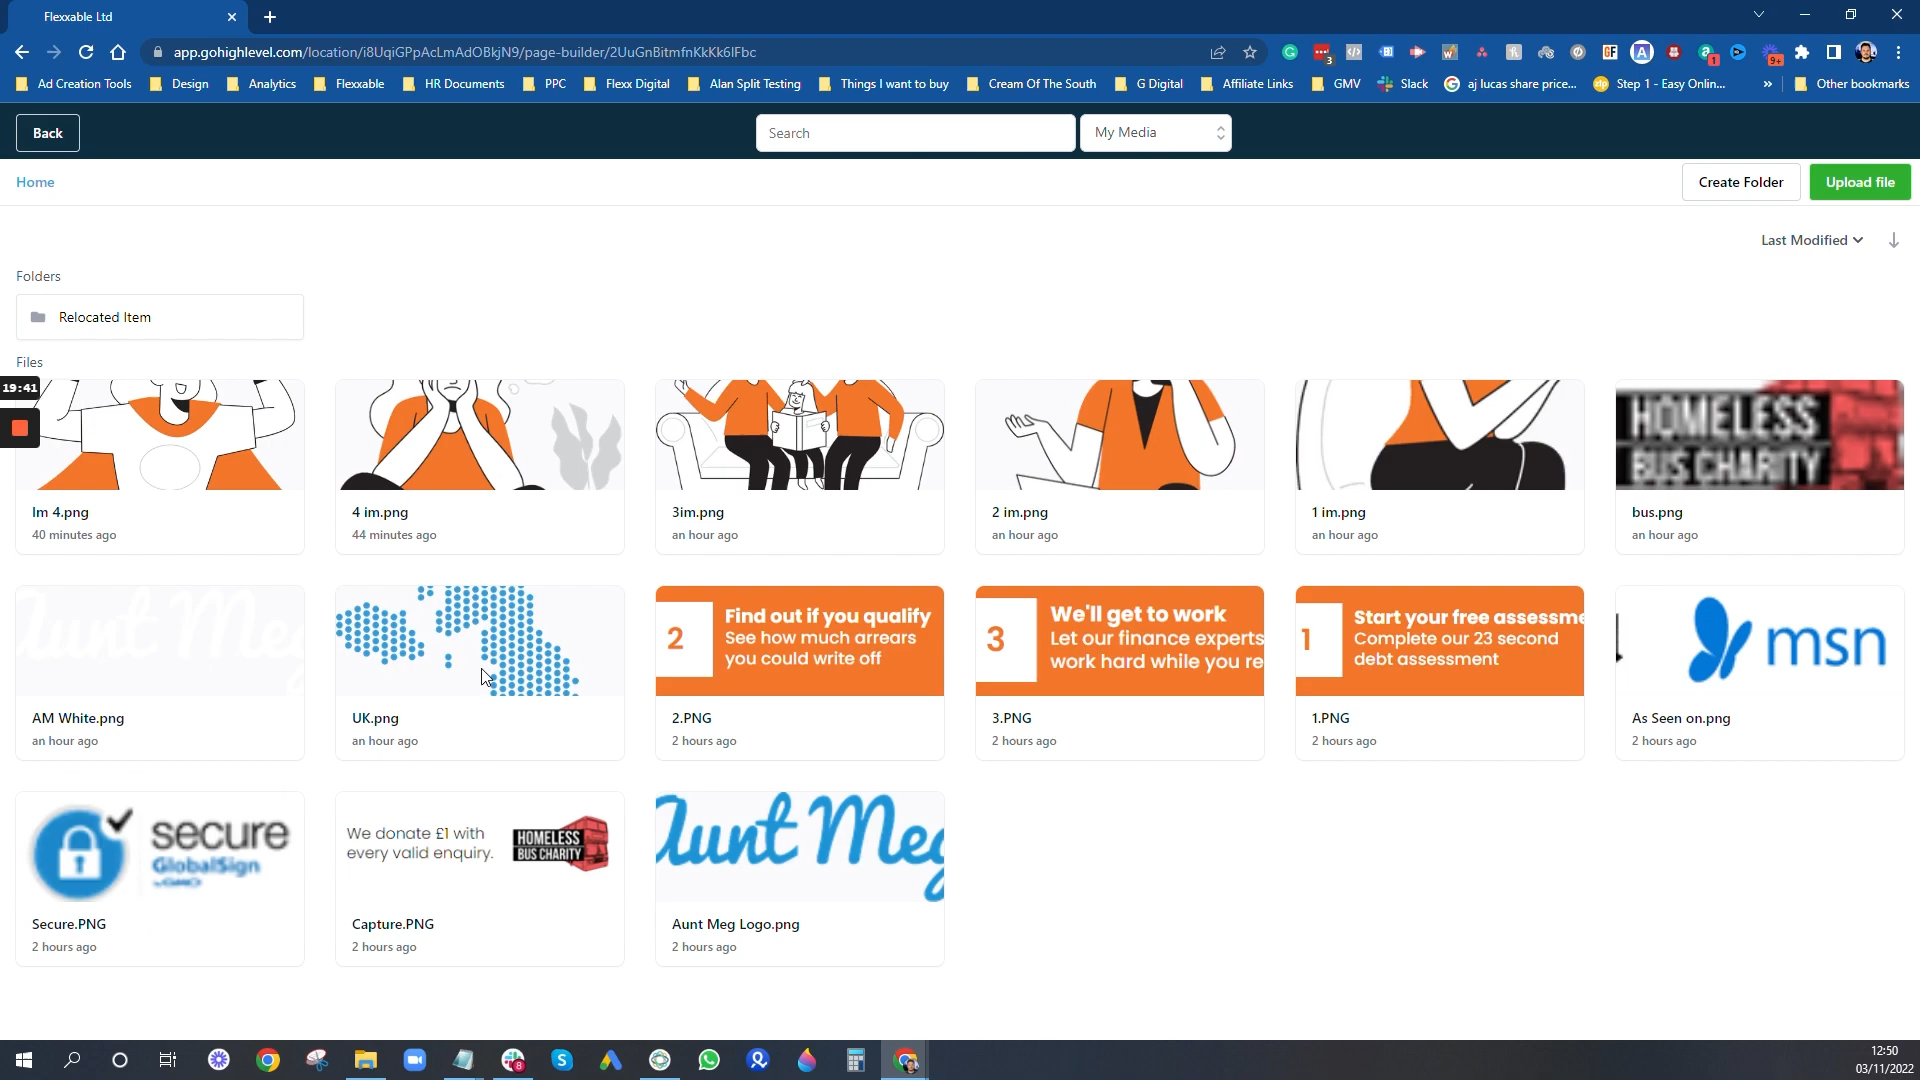 Flexxable Ltd
app.gohighlevel.com/location/i8UqiGPpAcLmAdOBkjN9/page-builder/2UuGnBitmfnKkKk6IFbc
Ad Creation Tools
Design
Analytics
Flexxable
HR Documents
PPC
Flexx Digital
Alan Split Testing
Things I want to buy
Cream Of The South
G Digital
Affiliate Links
GMV
Slack
aj lucas share price...
Step 1 - Easy Onlin...
Other bookmarks
Back
Search
My Media
Home
Create Folder
Upload file
Last Modified
Folders
Relocated Item
Files
19:41
HOMELESS
BUS CHARITY
Im 4.png
40 minutes ago
4 im.png
44 minutes ago
3im.png
an hour ago
2 im.png
an hour ago
1 im.png
an hour ago
bus.png
an hour ago
Aunt Meg
2
Find out if you qualify
See how much arrears
you could write off
3
We'll get to work
Let our finance experts
work hard while you re
1
Start your free assessme
Complete our 23 second
debt assessment
msn
AM White.png
an hour ago
UK.png
an hour ago
2.PNG
2 hours ago
3.PNG
2 hours ago
1.PNG
2 hours ago
As Seen on.png
2 hours ago
secure
GlobalSign
We donate £1 with
every valid enquiry.
HOMELESS
BUS CHARITY
Aunt Meg
Secure.PNG
2 hours ago
Capture.PNG
2 hours ago
Aunt Meg Logo.png
2 hours ago
12:50
03/11/2022